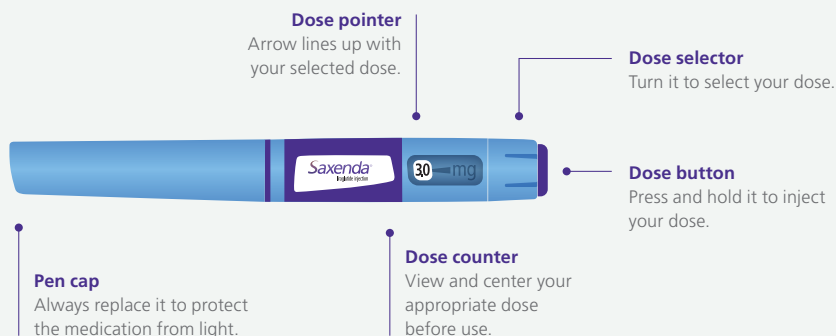 Dose pointer
Arrow lines up with
your selected dose.
Dose selector
Turn it to select your dose.
Saxenda®
liraglutide injection
3.0 mg
Dose button
Press and hold it to inject
your dose.
Pen cap
Always replace it to protect
the medication from light.
Dose counter
View and center your
appropriate dose
before use.